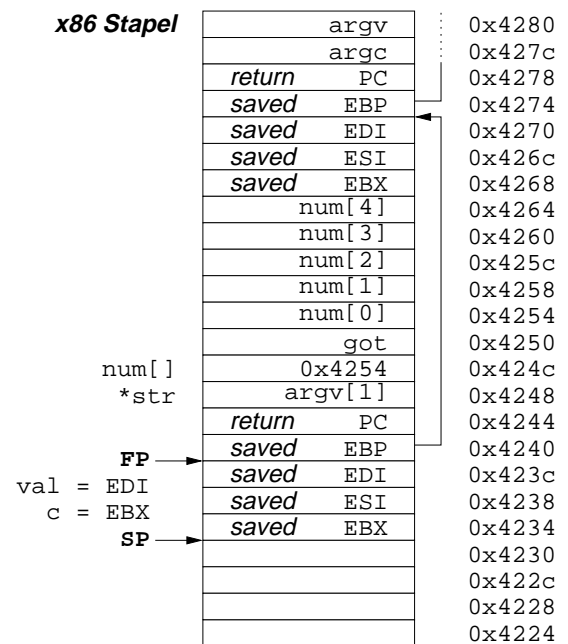 x86 Stapel argv 0x4280
argc 0x427c
return PC 0x4278
saved EBP 0x4274
saved EDI 0x4270
saved ESI 0x426c
saved EBX 0x4268
num[4] 0x4264
num[3] 0x4260
num[2] 0x425c
num[1] 0x4258
num[0] 0x4254
got 0x4250
num[] 0x4254 0x424c
*str argv[1] 0x4248
return PC 0x4244
saved EBP 0x4240
FP
saved EDI 0x423c
val = EDI
saved ESI 0x4238
c = EBX
saved EBX 0x4234
SP
0x4230
0x422c
0x4228
0x4224